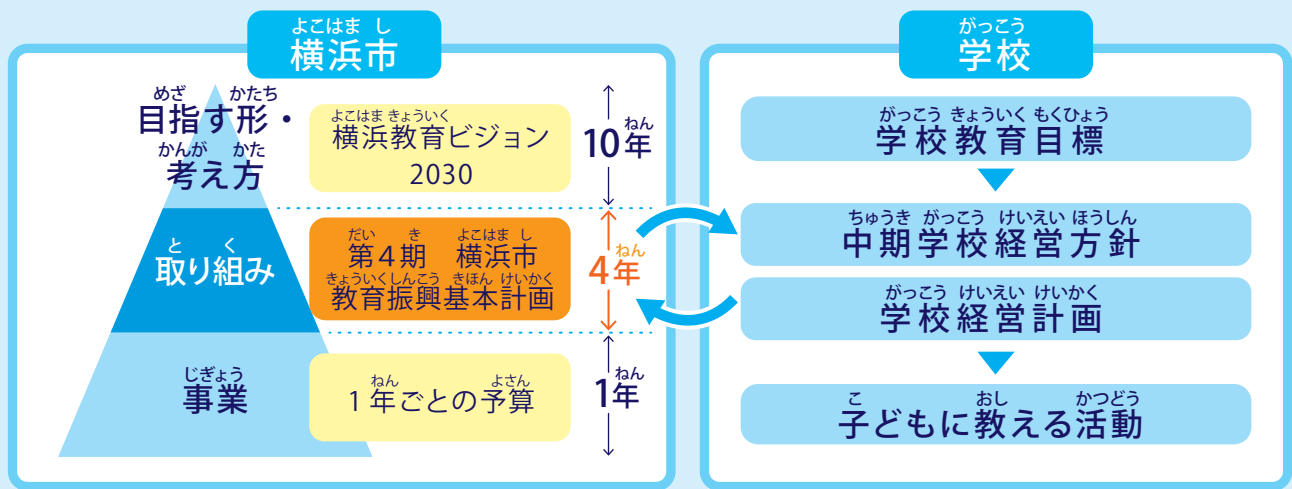 よこはま し
横浜市
めざ かたち
目指す形・
かんが かた
考え方
よこはま きょういく
横浜教育ビジョン
2030
ねん
10年
と く
取り組み
だい き よこはま し
第4期 横浜市
きょういくしんこう きほん けいかく
教育振興基本計画
ねん
4年
じぎょう
事業
ねん よさん
1年ごとの予算
ねん
1年
がっこう
学校
がっこう きょういく もくひょう
学校教育目標
ちゅうき がっこう けいえい ほうしん
中期学校経営方針
がっこう けいえい けいかく
学校経営計画
こ おし かつどう
子どもに教える活動